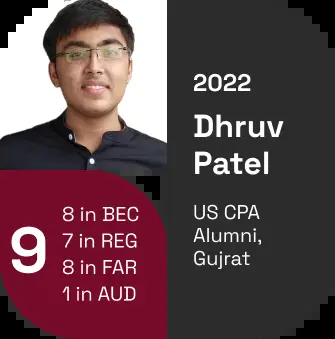 2022
Dhruv
Patel
US CPA
Alumni,
Gujrat
9
8 in BEC
7 in REG
8 in FAR
1 in AUD